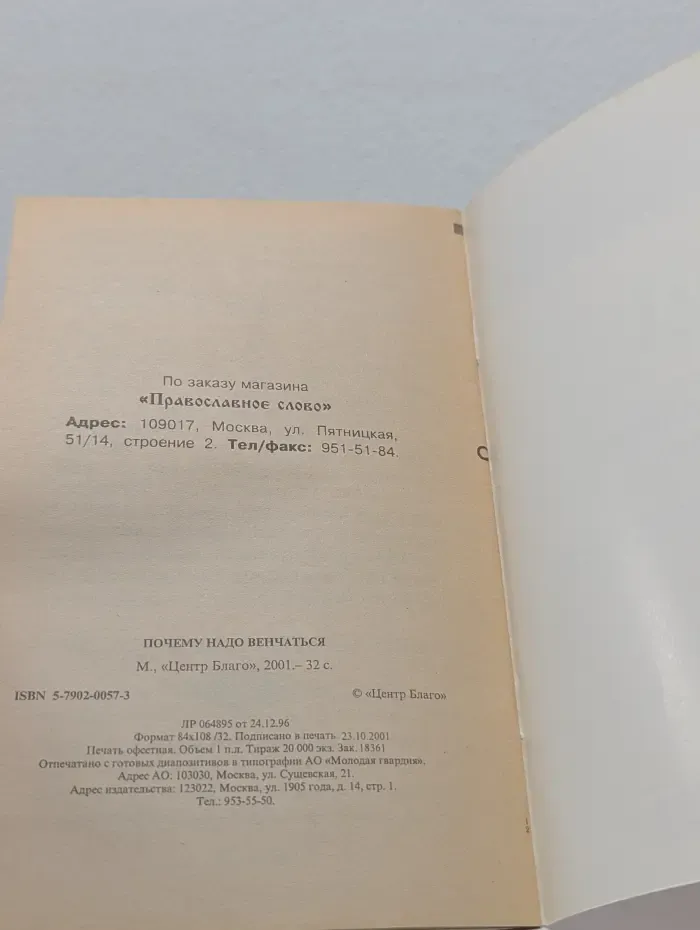 По заказу магазина
«Православное слово»
Адрес: 109017, Москва, ул. Пятницкая,
51/14, строение 2. Тел/факс: 951-51-84.
ПОЧЕМУ НАДО ВЕНЧАТЬСЯ
М., «Центр Благо», 2001.– 32 с.
ISBN 5-7902-0057-3
© «Центр Благо»
ЛР 064895 от 24.12.96
Формат 84х108 /32. Подписано в печать 23.10.2001
Печать офсетная. Объем 1 п.л. Тираж 20 000 экз. Зак. 18361
Отпечатано с готовых диапозитивов в типографии АО «Молодая гвардия».
Адрес АО: 103030, Москва, ул. Сущевская, 21.
Адрес издательства: 123022, Москва, ул. 1905 года, д. 14, стр. 1.
Тел.: 953-55-50.